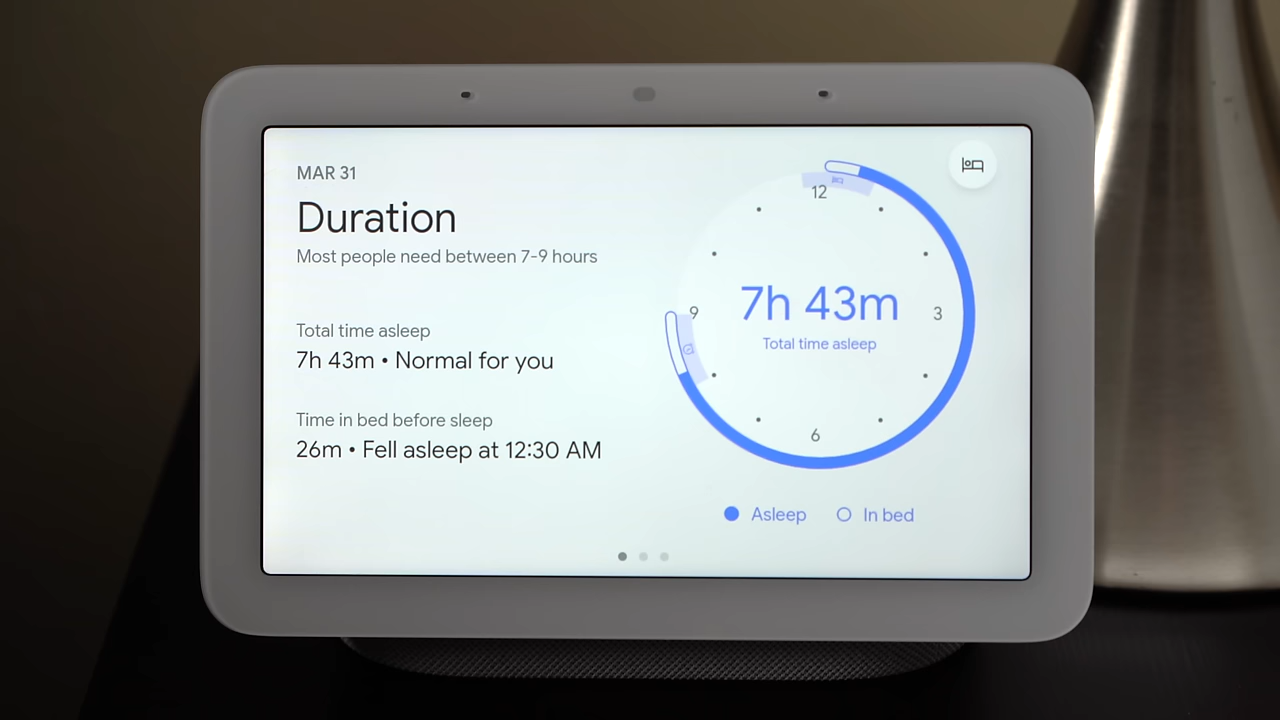 MAR 31
Duration
Most people need between 7-9 hours
Total time asleep
7h 43m • Normal for you
Time in bed before sleep
26m • Fell asleep at 12:30 AM
12
9
3
6
7h 43m
Total time asleep
Asleep
In bed